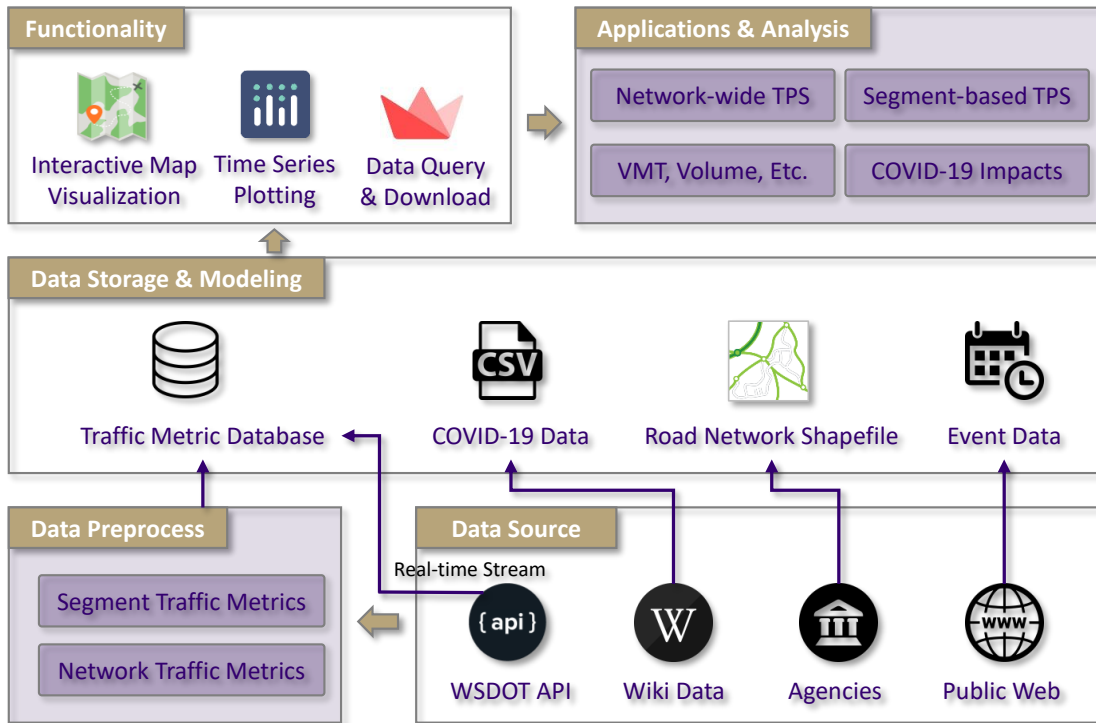 Functionality
Interactive Map
Visualization
Time Series
Plotting
Data Query
& Download
Applications & Analysis
Network-wide TPS
Segment-based TPS
VMT, Volume, Etc.
COVID-19 Impacts
Data Storage & Modeling
CSV
Traffic Metric Database
COVID-19 Data
Road Network Shapefile
Event Data
Data Preprocess
Segment Traffic Metrics
Network Traffic Metrics
Data Source
Real-time Stream
{ api }
W
WWW
WSDOT API
Wiki Data
Agencies
Public Web